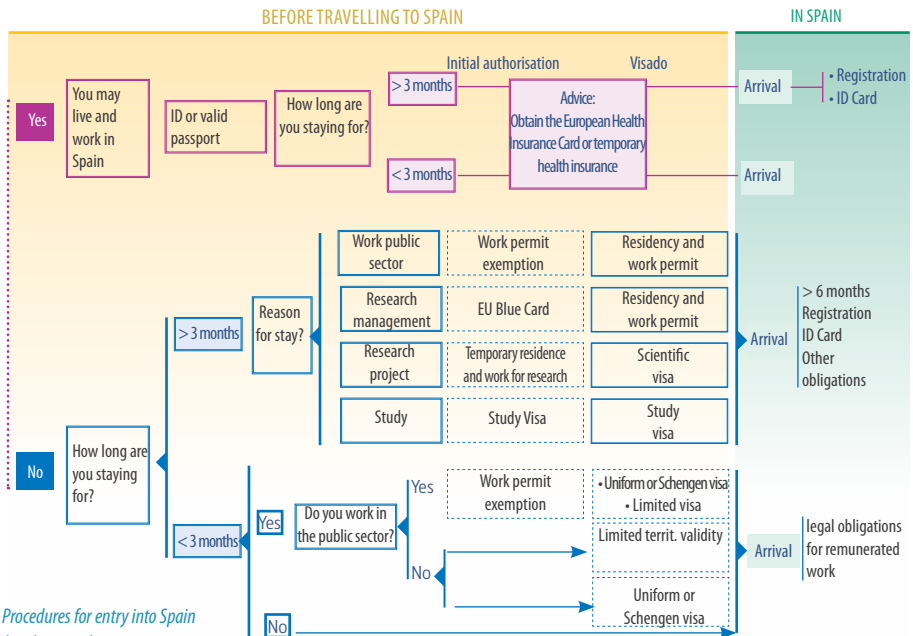 BEFORE TRAVELLING TO SPAIN
IN SPAIN
Initial authorisation
Visado
Yes
You may
live and
work in
Spain
ID or valid
passport
How long are
you staying for?
> 3 months
< 3 months
Advice:
Obtain the European Health
Insurance Card or temporary
health insurance
Arrival
• Registration
• ID Card
Arrival
No
How long are
you staying
for?
> 3 months
Reason
for stay?
Work public
sector
Work permit
exemption
Residency and
work permit
Research
management
EU Blue Card
Residency and
work permit
Research
project
Temporary residence
and work for research
Scientific
visa
Study
Study Visa
Study
visa
Arrival
> 6 months
Registration
ID Card
Other
obligations
< 3 months
Yes
Do you work in
the public sector?
Yes
Work permit
exemption
• Uniform or Schengen visa
• Limited visa
No
Limited territ. validity
Uniform or
Schengen visa
Arrival
legal obligations
for remunerated
work
No
Procedures for entry into Spain